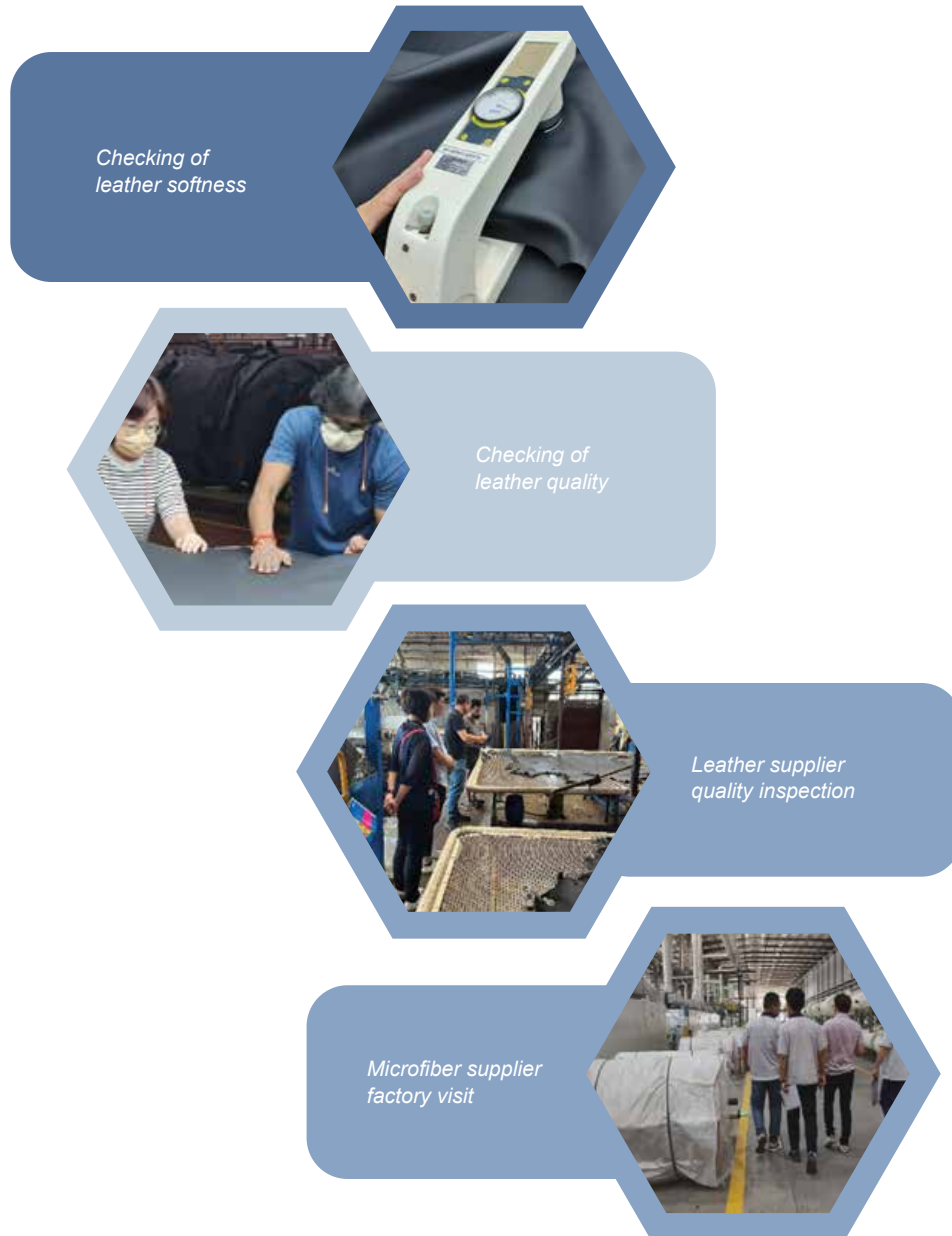 Checking of
leather softness
Checking of
leather quality
Leather supplier
quality inspection
Microfiber supplier
factory visit